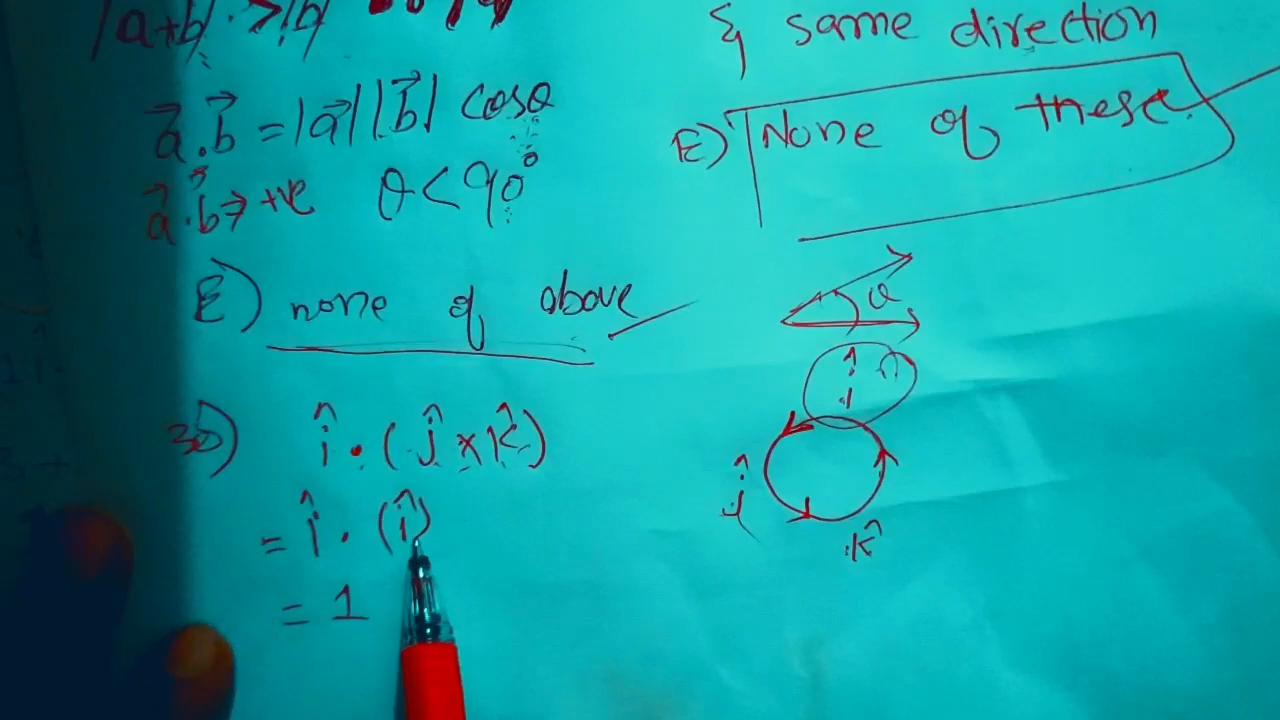 |a+b| > |b|
a⃗.b⃗ = |a⃗||b⃗| cosθ
a⃗.b⃗ → +ve θ < 90°
E) none of above
30) î . (ĵ × k̂)
= î . (î)
= 1
& same direction
E) None of these
θ
î
ĵ
k̂